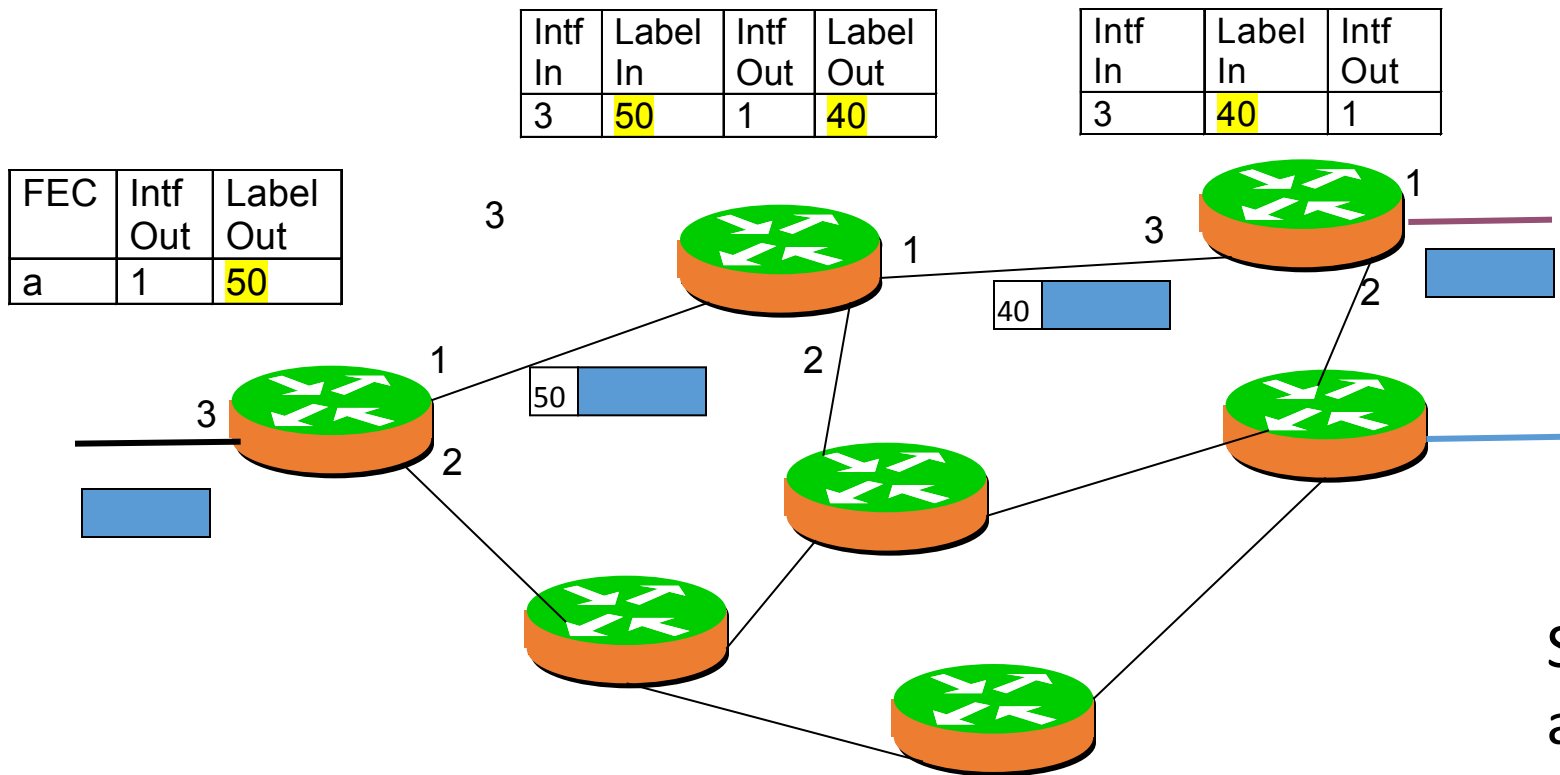 Intf Label Intf Label
In In Out Out
3 50 1 40
Intf Label Intf
In In Out
3 40 1
FEC Intf Label
Out Out
a 1 50
3
1
3
1
2
40
2
1
50
3
2
S
a